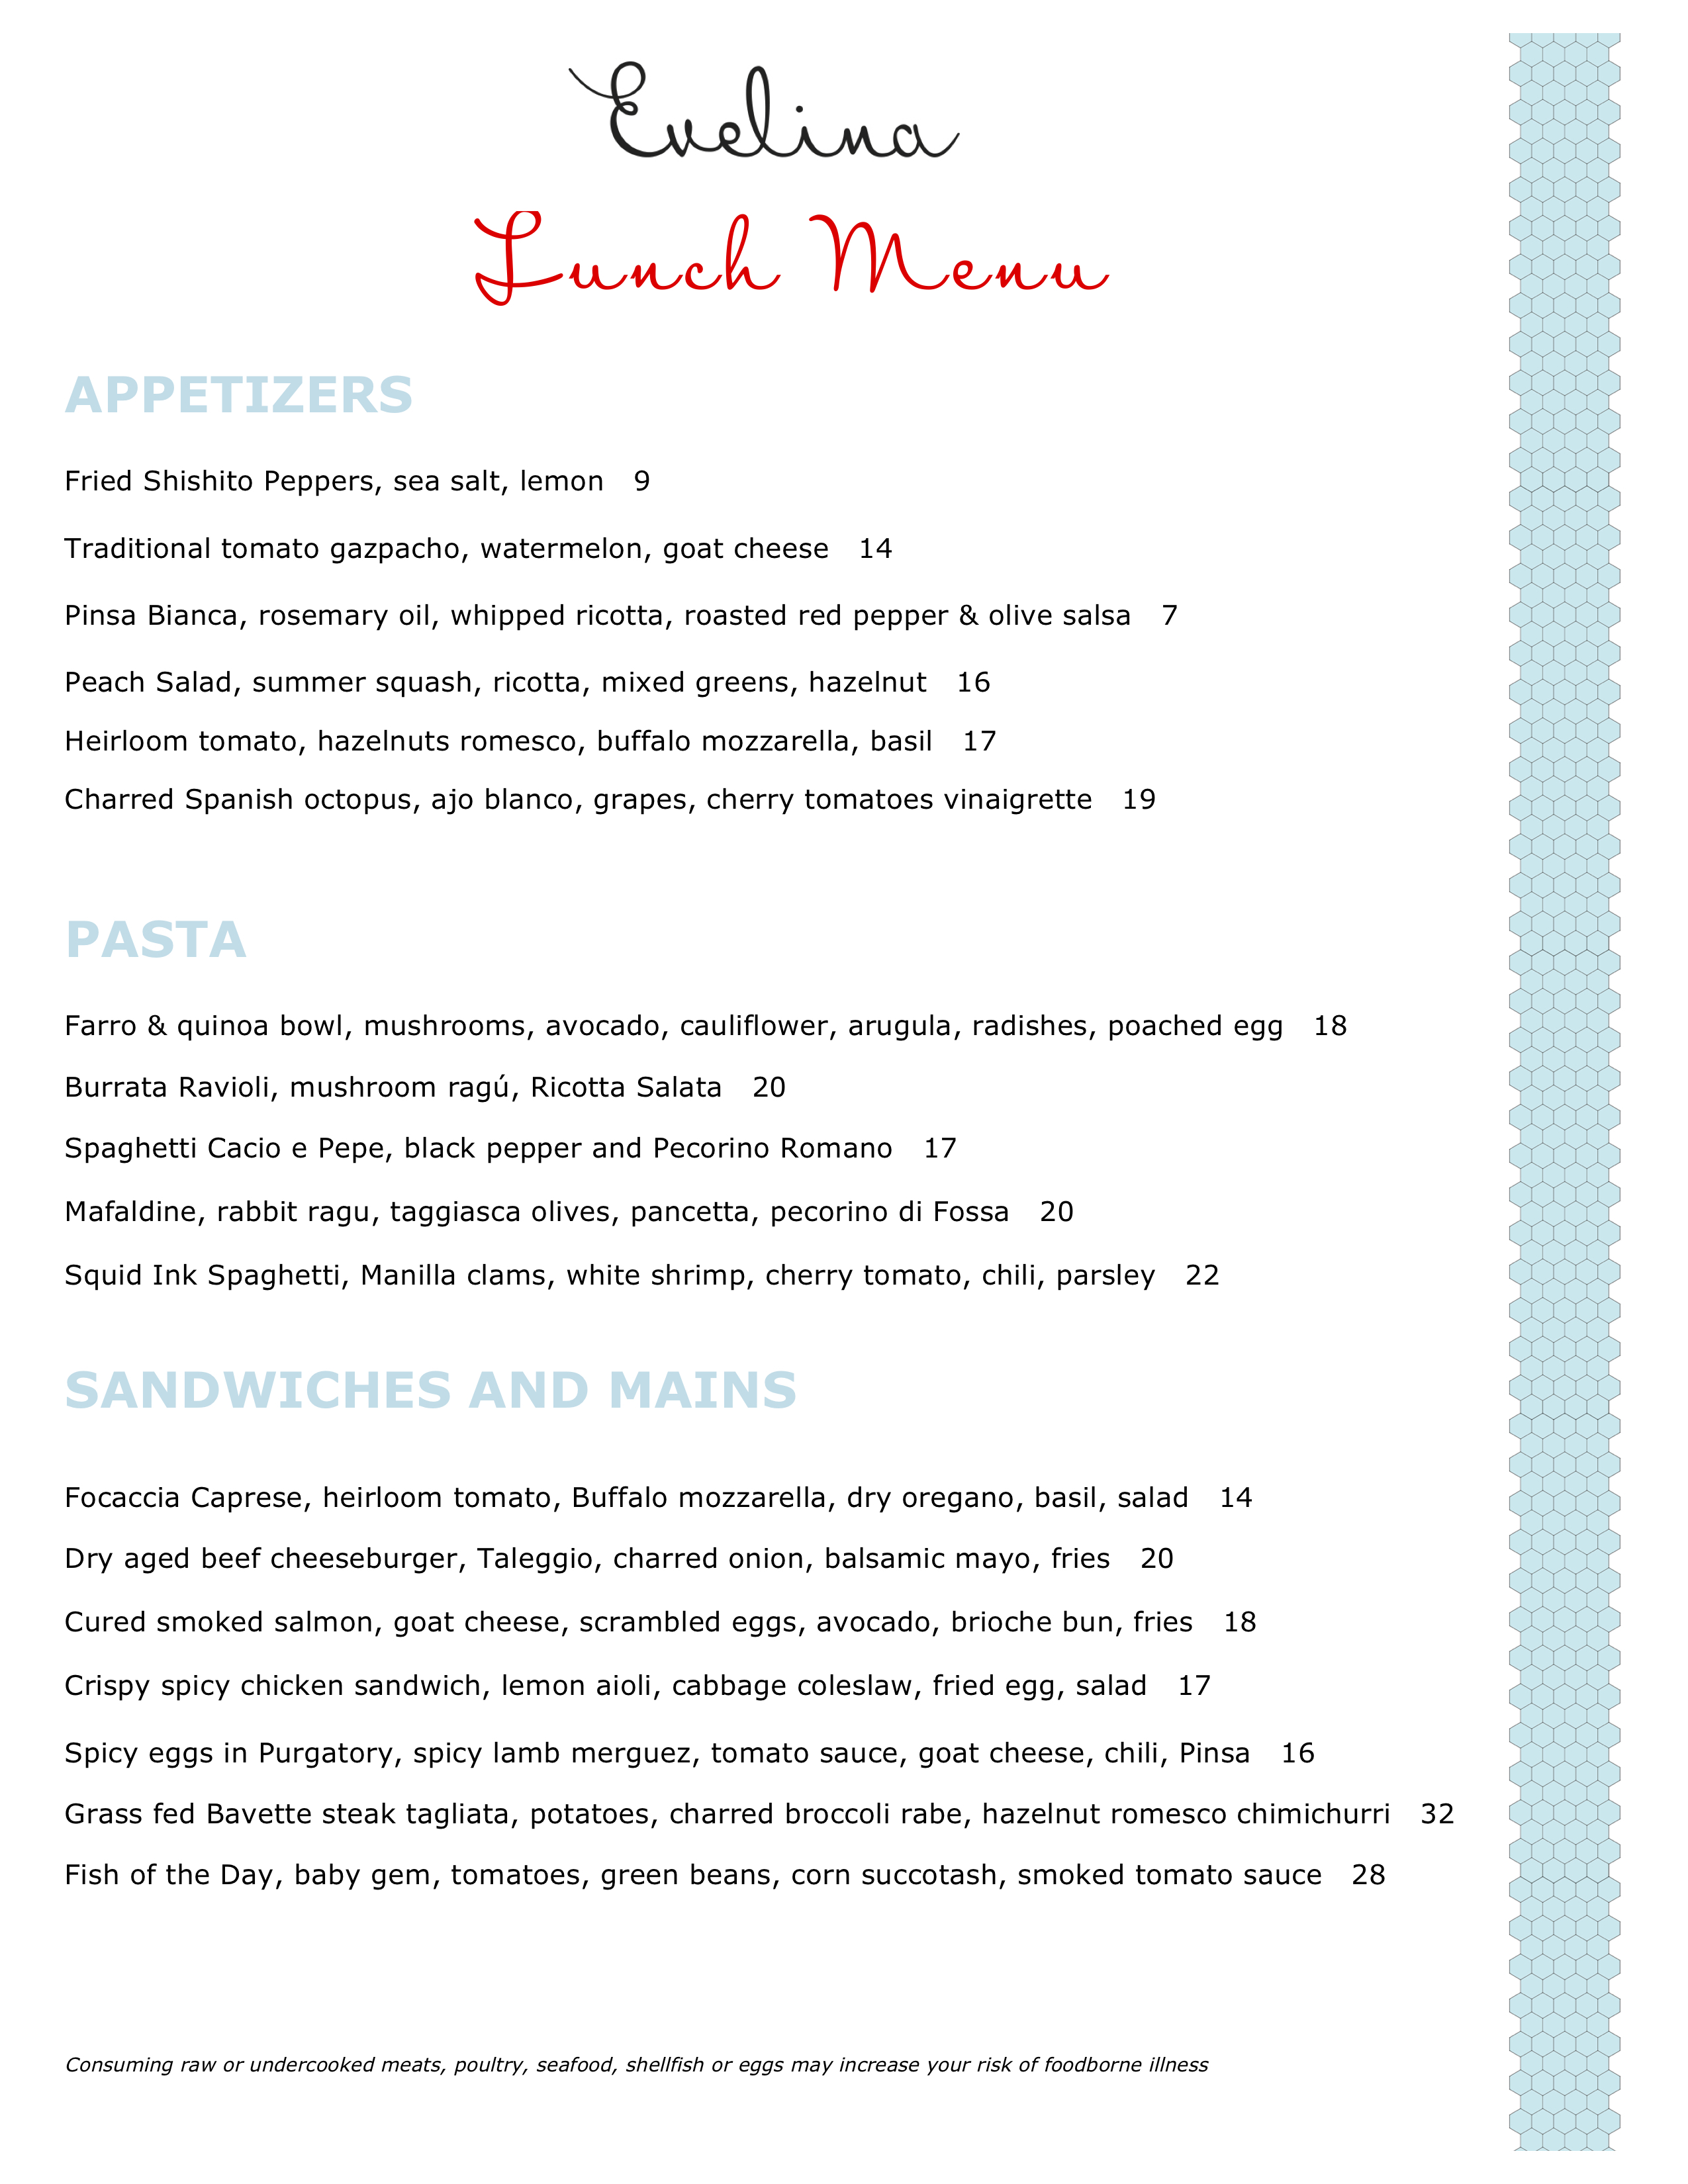 Evelina
Lunch Menu
APPETIZERS
Fried Shishito Peppers, sea salt, lemon 9
Traditional tomato gazpacho, watermelon, goat cheese 14
Pinsa Bianca, rosemary oil, whipped ricotta, roasted red pepper & olive salsa 7
Peach Salad, summer squash, ricotta, mixed greens, hazelnut 16
Heirloom tomato, hazelnuts romesco, buffalo mozzarella, basil 17
Charred Spanish octopus, ajo blanco, grapes, cherry tomatoes vinaigrette 19
PASTA
Farro & quinoa bowl, mushrooms, avocado, cauliflower, arugula, radishes, poached egg 18
Burrata Ravioli, mushroom ragú, Ricotta Salata 20
Spaghetti Cacio e Pepe, black pepper and Pecorino Romano 17
Mafaldine, rabbit ragu, taggiasca olives, pancetta, pecorino di Fossa 20
Squid Ink Spaghetti, Manilla clams, white shrimp, cherry tomato, chili, parsley 22
SANDWICHES AND MAINS
Focaccia Caprese, heirloom tomato, Buffalo mozzarella, dry oregano, basil, salad 14
Dry aged beef cheeseburger, Taleggio, charred onion, balsamic mayo, fries 20
Cured smoked salmon, goat cheese, scrambled eggs, avocado, brioche bun, fries 18
Crispy spicy chicken sandwich, lemon aioli, cabbage coleslaw, fried egg, salad 17
Spicy eggs in Purgatory, spicy lamb merguez, tomato sauce, goat cheese, chili, Pinsa 16
Grass fed Bavette steak tagliata, potatoes, charred broccoli rabe, hazelnut romesco chimichurri 32
Fish of the Day, baby gem, tomatoes, green beans, corn succotash, smoked tomato sauce 28
Consuming raw or undercooked meats, poultry, seafood, shellfish or eggs may increase your risk of foodborne illness